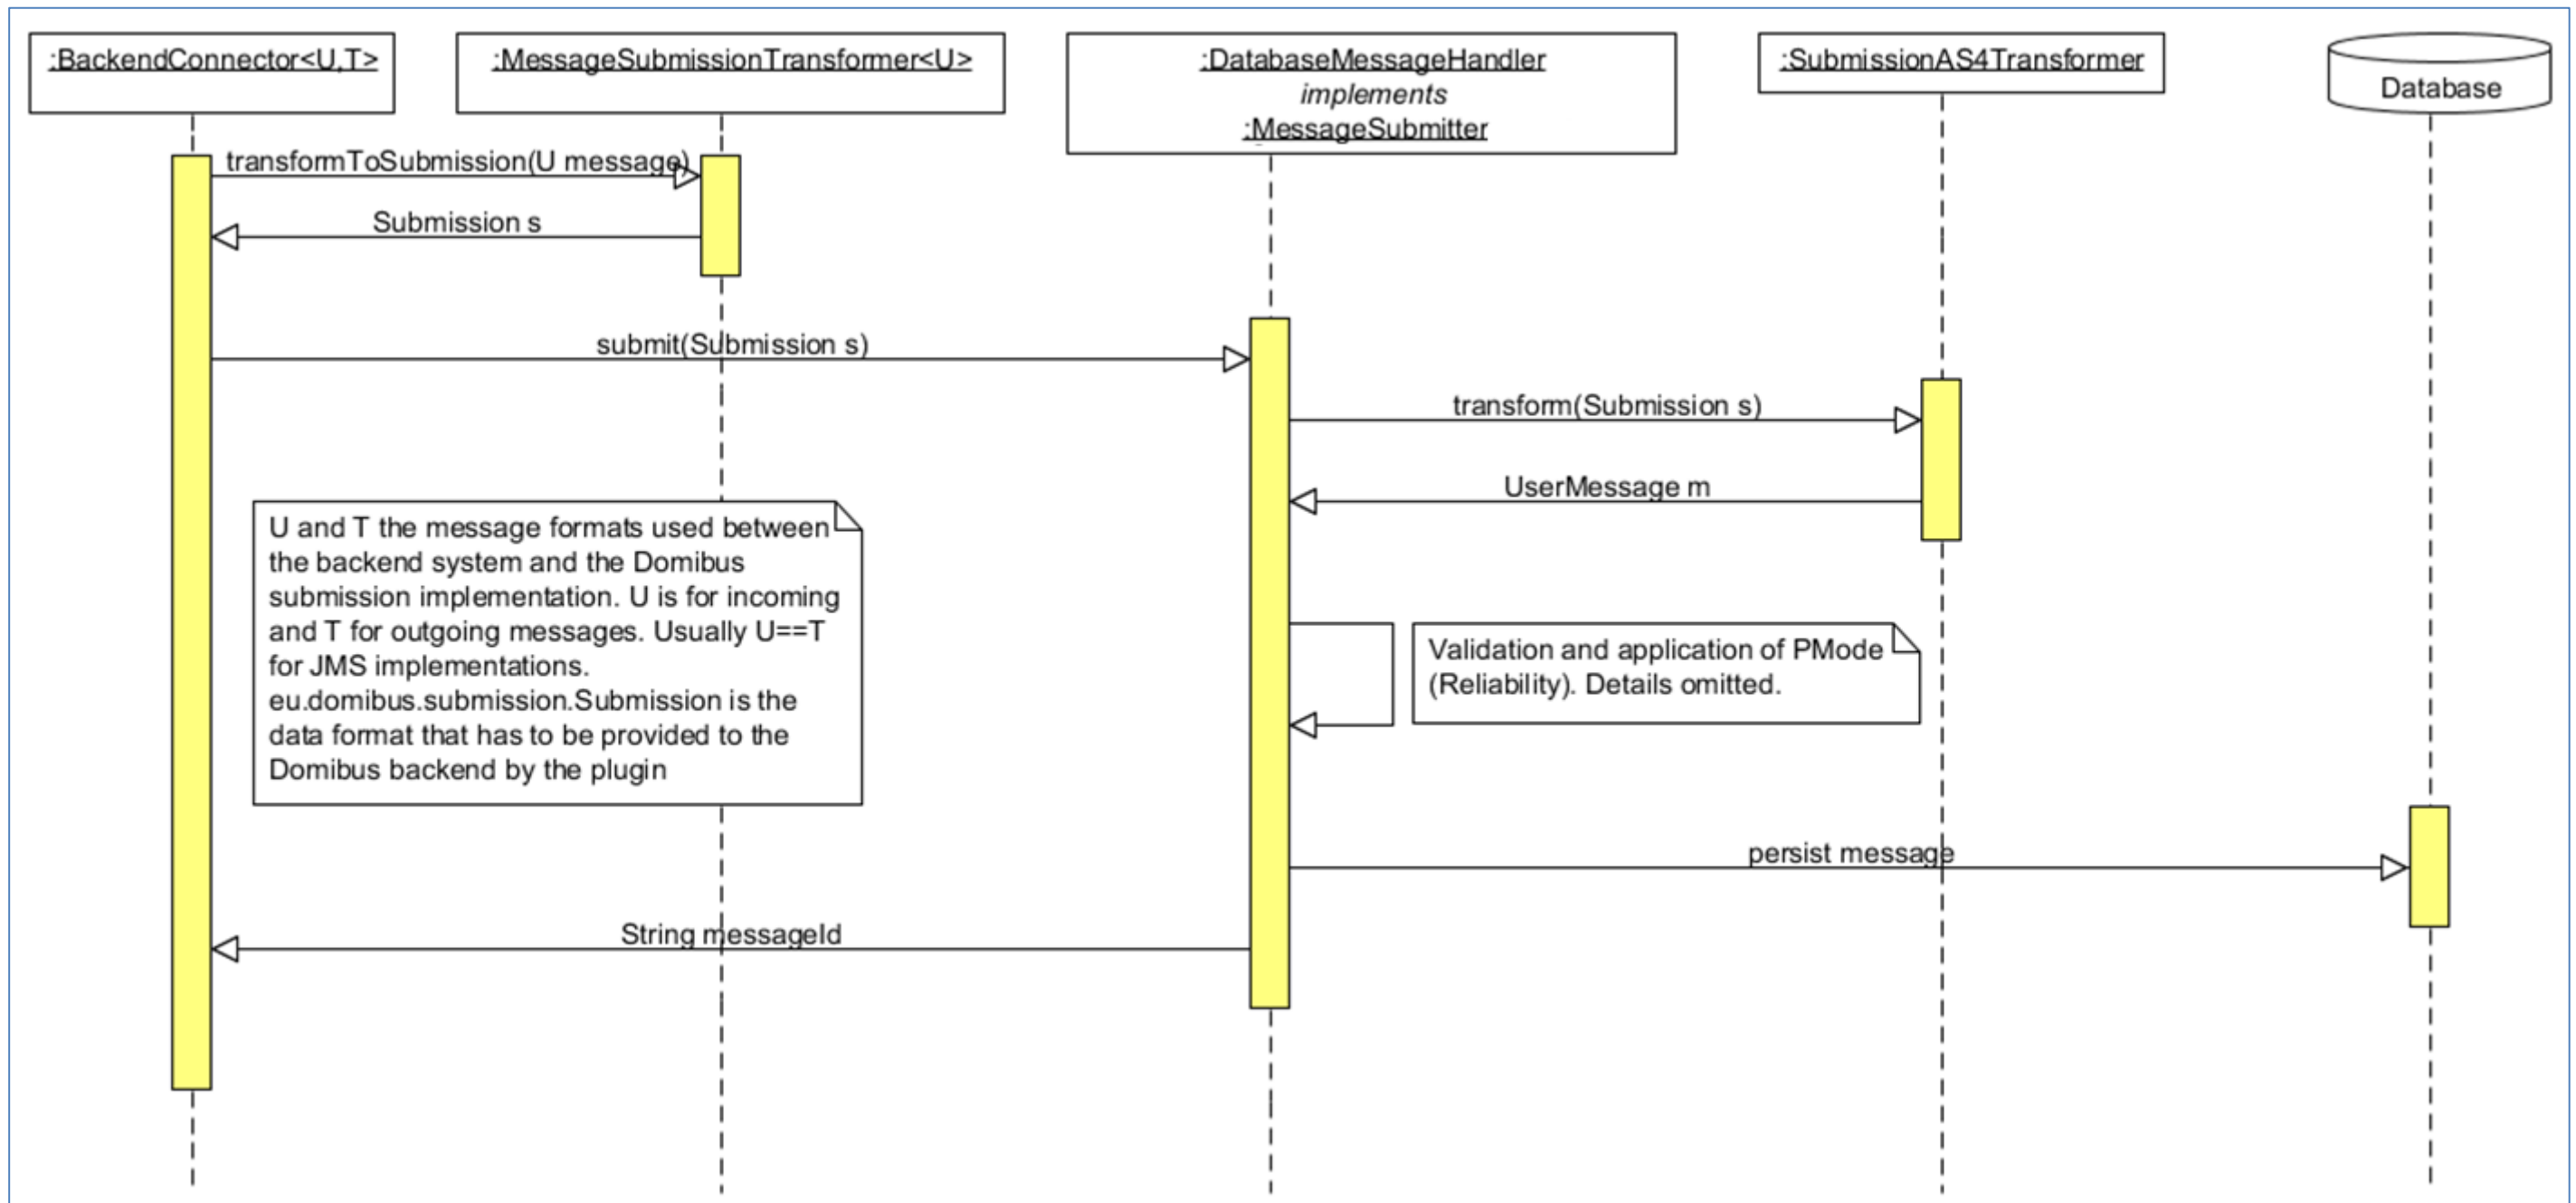 :BackendConnector<U,T>
:MessageSubmissionTransformer<U>
:DatabaseMessageHandler
implements
:MessageSubmitter
:SubmissionAS4Transformer
Database
transformToSubmission(U message)
Submission s
submit(Submission s)
transform(Submission s)
UserMessage m
U and T the message formats used between
the backend system and the Domibus
submission implementation. U is for incoming
and T for outgoing messages. Usually U==T
for JMS implementations.
eu.domibus.submission.Submission is the
data format that has to be provided to the
Domibus backend by the plugin
Validation and application of PMode
(Reliability). Details omitted.
persist message
String messageId